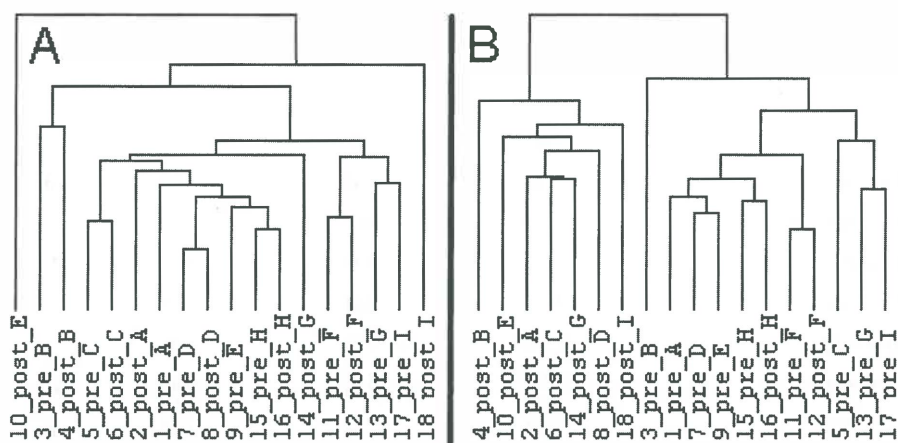 A
B
10_post_E
3_pre_B
4_post_B
5_pre_C
6_post_C
2_post_A
1_pre_A
7_pre_D
8_post_D
9_pre_E
15_pre_H
16_post_H
14_post_G
11_pre_F
12_post_F
13_pre_G
17_pre_I
18_post_I
4_post_B
10_post_E
2_post_A
6_post_C
14_post_G
8_post_D
18_post_I
3_pre_B
1_pre_A
7_pre_D
9_pre_E
15_pre_H
16_post_H
11_pre_F
12_post_F
5_pre_C
13_pre_G
17_pre_I